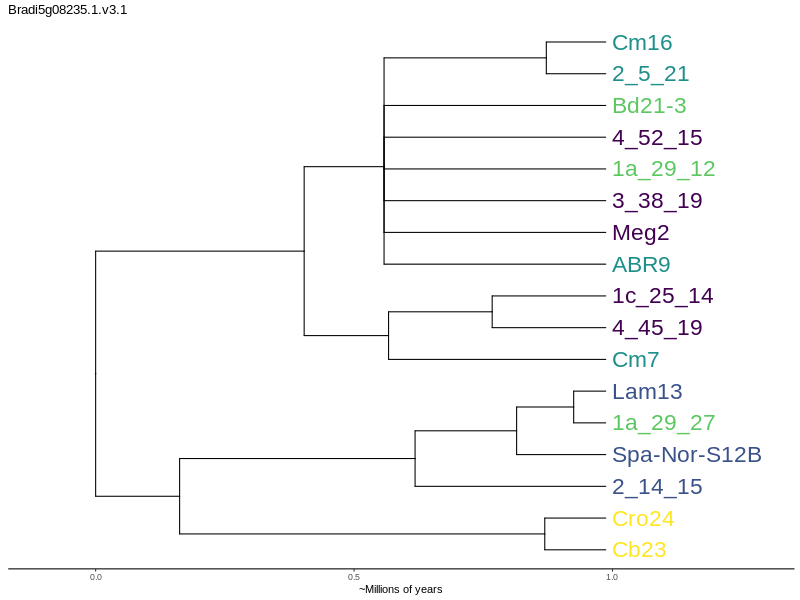 Bradi5g08235.1.v3.1
Cm16
2_5_21
Bd21-3
4_52_15
1a_29_12
3_38_19
Meg2
ABR9
1c_25_14
4_45_19
Cm7
Lam13
1a_29_27
Spa-Nor-S12B
2_14_15
Cro24
Cb23
0.0 0.5 1.0
~Millions of years